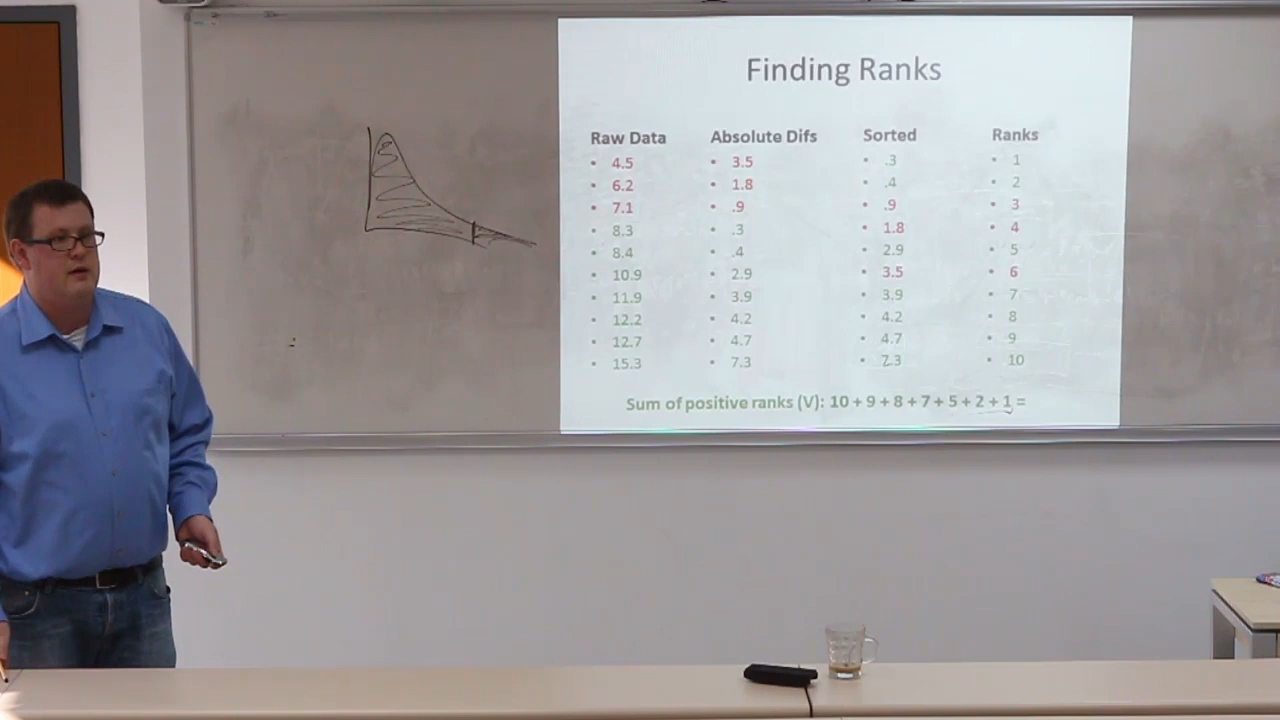 Finding Ranks
Raw Data Absolute Difs Sorted Ranks
• 4.5 • 3.5 • .3 • 1
• 6.2 • 1.8 • .4 • 2
• 7.1 • .9 • .9 • 3
• 8.3 • .3 • 1.8 • 4
• 8.4 • .4 • 2.9 • 5
• 10.9 • 2.9 • 3.5 • 6
• 11.9 • 3.9 • 3.9 • 7
• 12.2 • 4.2 • 4.2 • 8
• 12.7 • 4.7 • 4.7 • 9
• 15.3 • 7.3 • 7.3 • 10
Sum of positive ranks (V): 10 + 9 + 8 + 7 + 5 + 2 + 1 =